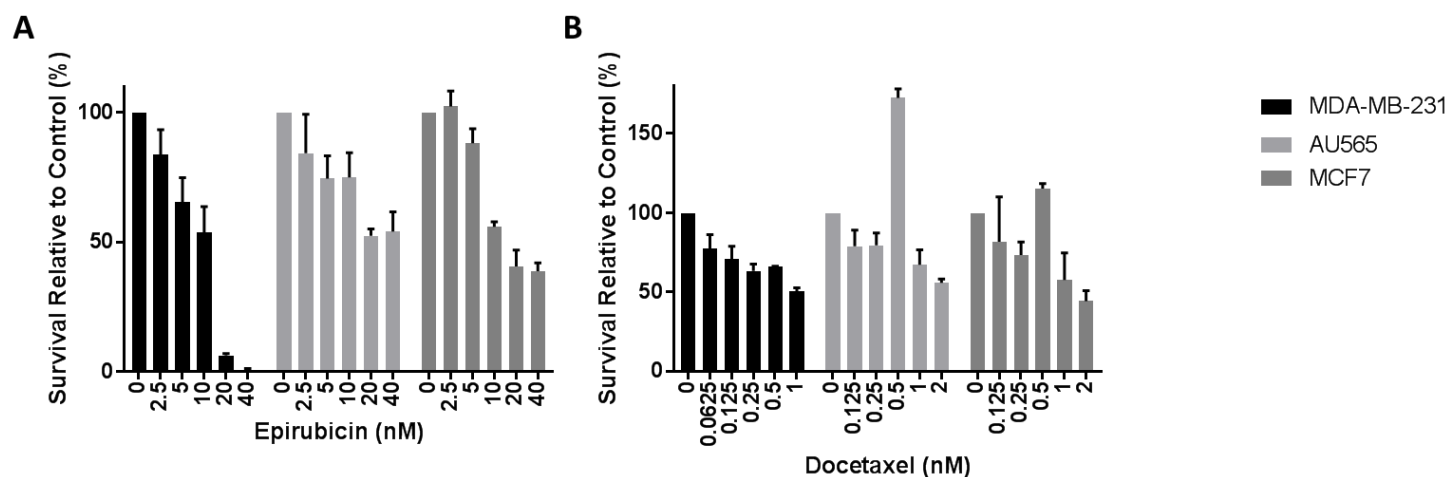 A
Survival Relative to Control (%)
100
50
0
0 2.5 5 10 20 40 0 2.5 5 10 20 40 0 2.5 5 10 20 40
Epirubicin (nM)
B
Survival Relative to Control (%)
150
100
50
0
0 0.0625 0.125 0.25 0.5 1 0 0.125 0.25 0.5 1 2 0 0.125 0.25 0.5 1 2
Docetaxel (nM)
MDA-MB-231
AU565
MCF7